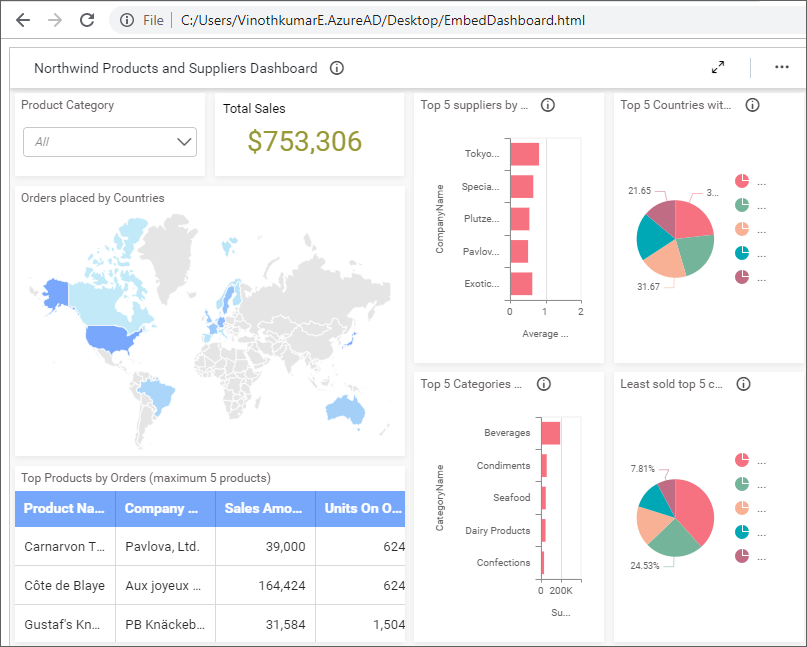 File
C:/Users/VinothkumarE.AzureAD/Desktop/EmbedDashboard.html
Northwind Products and Suppliers Dashboard
Product Category
All
Total Sales
$753,306
Orders placed by Countries
Top Products by Orders (maximum 5 products)
Product Na... Company ... Sales Amo... Units On O...
Carnarvon T... Pavlova, Ltd. 39,000 624
Côte de Blaye Aux joyeux ... 164,424 624
Gustaf's Kn... PB Knäckeb... 31,584 1,504
Top 5 suppliers by ...
CompanyName
Tokyo...
Specia...
Plutze...
Pavlov...
Exotic...
0 1 2
Average ...
Top 5 Countries wit...
21.65
3...
31.67
...
...
...
...
...
Top 5 Categories ...
CategoryName
Beverages
Condiments
Seafood
Dairy Products
Confections
0 200K
Su...
Least sold top 5 c...
7.81%
24.53%
...
...
...
...
...